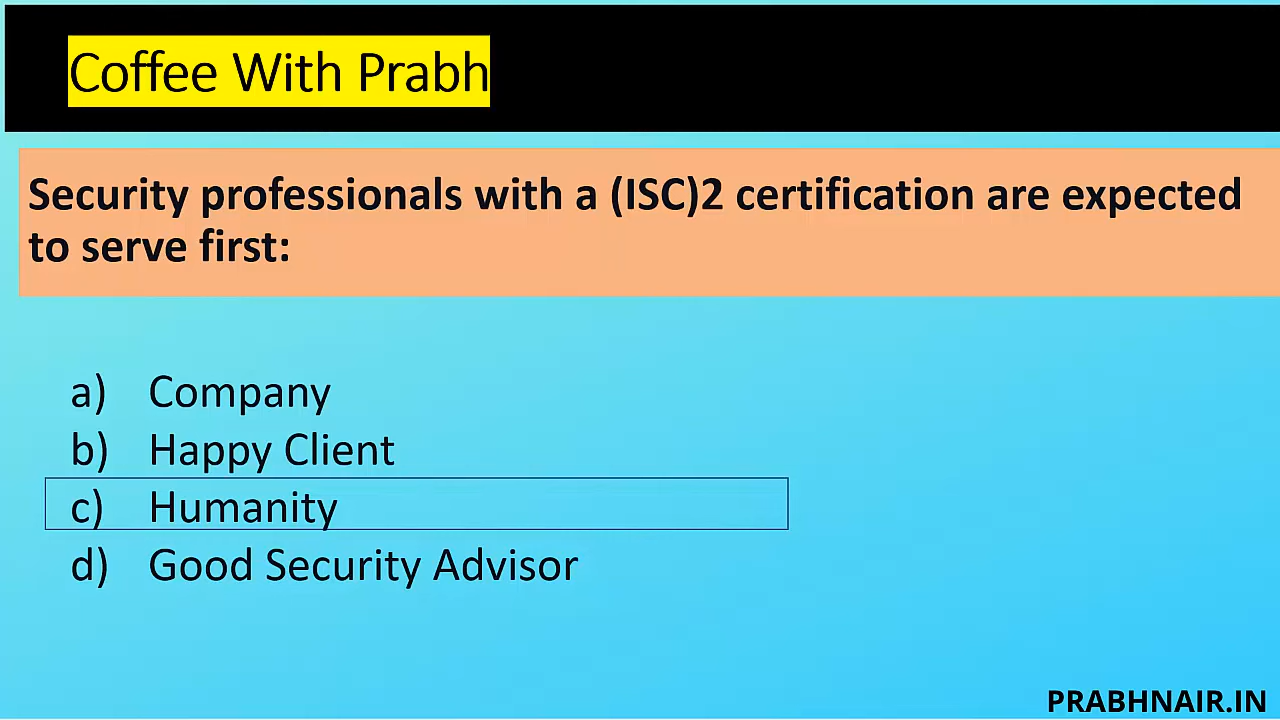 Coffee With Prabh
Security professionals with a (ISC)2 certification are expected
to serve first:
a) Company
b) Happy Client
c) Humanity
d) Good Security Advisor
PRABHNAIR.IN